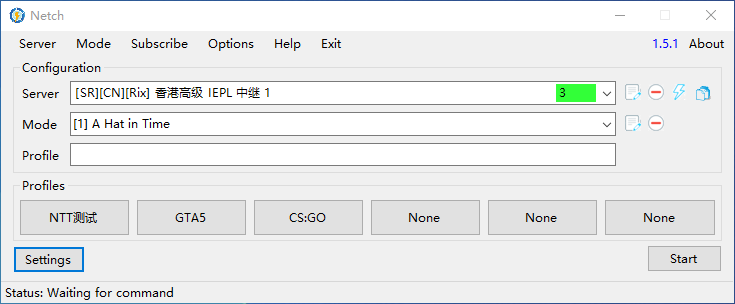 Netch
Server Mode Subscribe Options Help Exit 1.5.1 About
Configuration
Server [SR][CN][Rix] 香港高级 IEPL 中继 1 3
Mode [1] A Hat in Time
Profile
Profiles
NTT测试 GTA5 CS:GO None None None
Settings Start
Status: Waiting for command